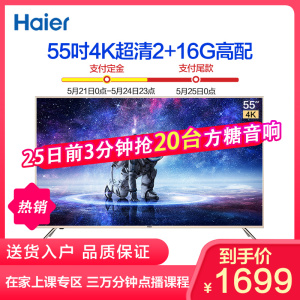 Haier
55吋4K超清2+16G高配
支付定金
支付尾款
5月21日0点~5月24日23点
5月25日0点
55"
4K
25日前3分钟抢20台方糖音响
热销
送货入户 品质保证
在家上课专区 三万分钟点播课程
到手价
¥1699